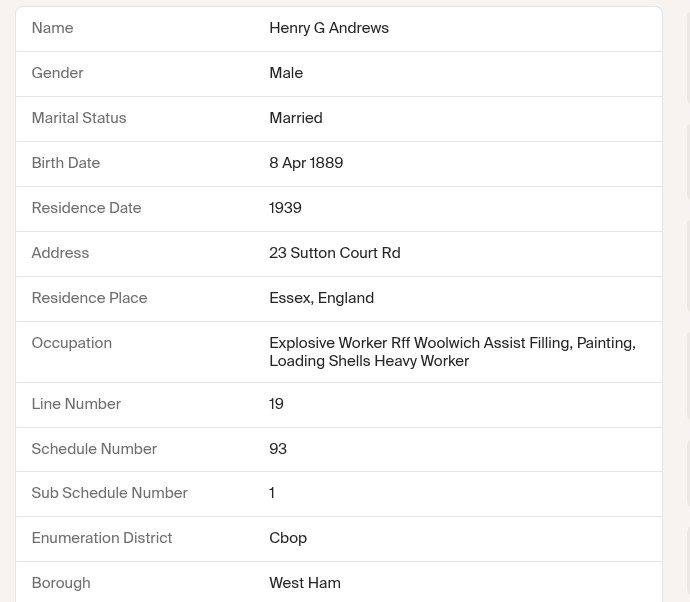 Name Henry G Andrews
Gender Male
Marital Status Married
Birth Date 8 Apr 1889
Residence Date 1939
Address 23 Sutton Court Rd
Residence Place Essex, England
Occupation Explosive Worker Rff Woolwich Assist Filling, Painting,
Loading Shells Heavy Worker
Line Number 19
Schedule Number 93
Sub Schedule Number 1
Enumeration District Cbop
Borough West Ham